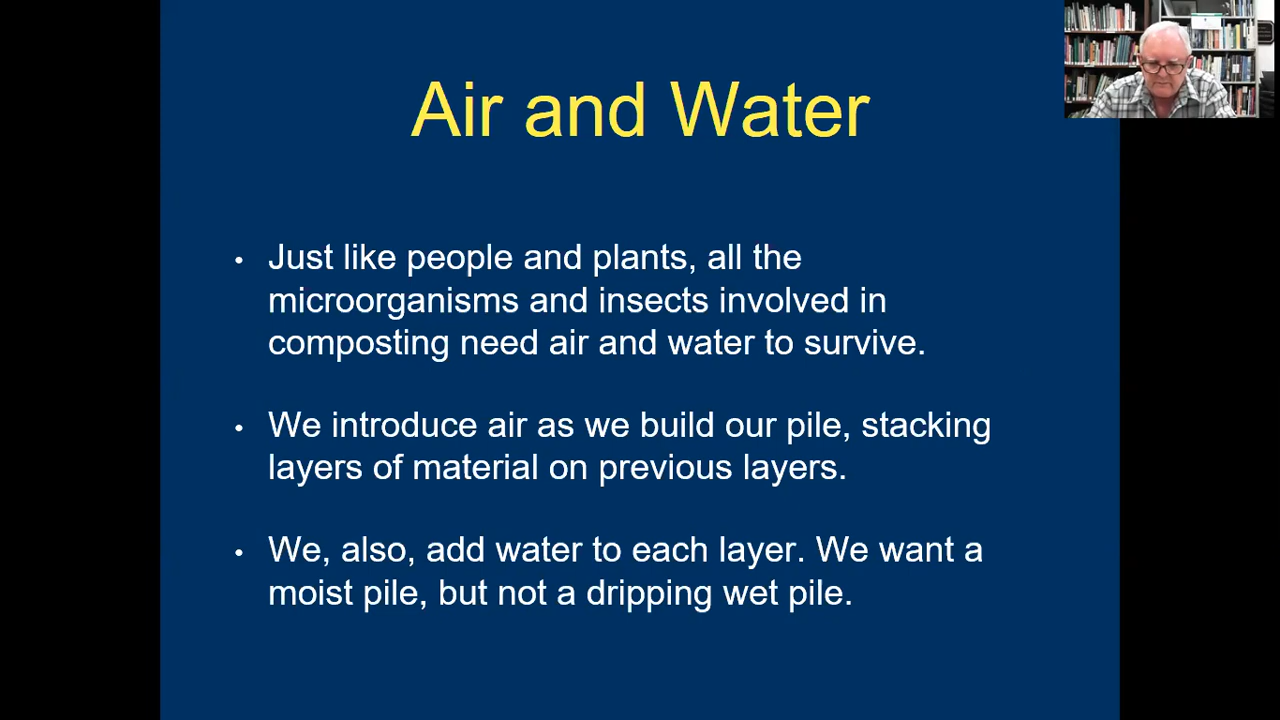 Air and Water
• Just like people and plants, all the
microorganisms and insects involved in
composting need air and water to survive.
• We introduce air as we build our pile, stacking
layers of material on previous layers.
• We, also, add water to each layer. We want a
moist pile, but not a dripping wet pile.